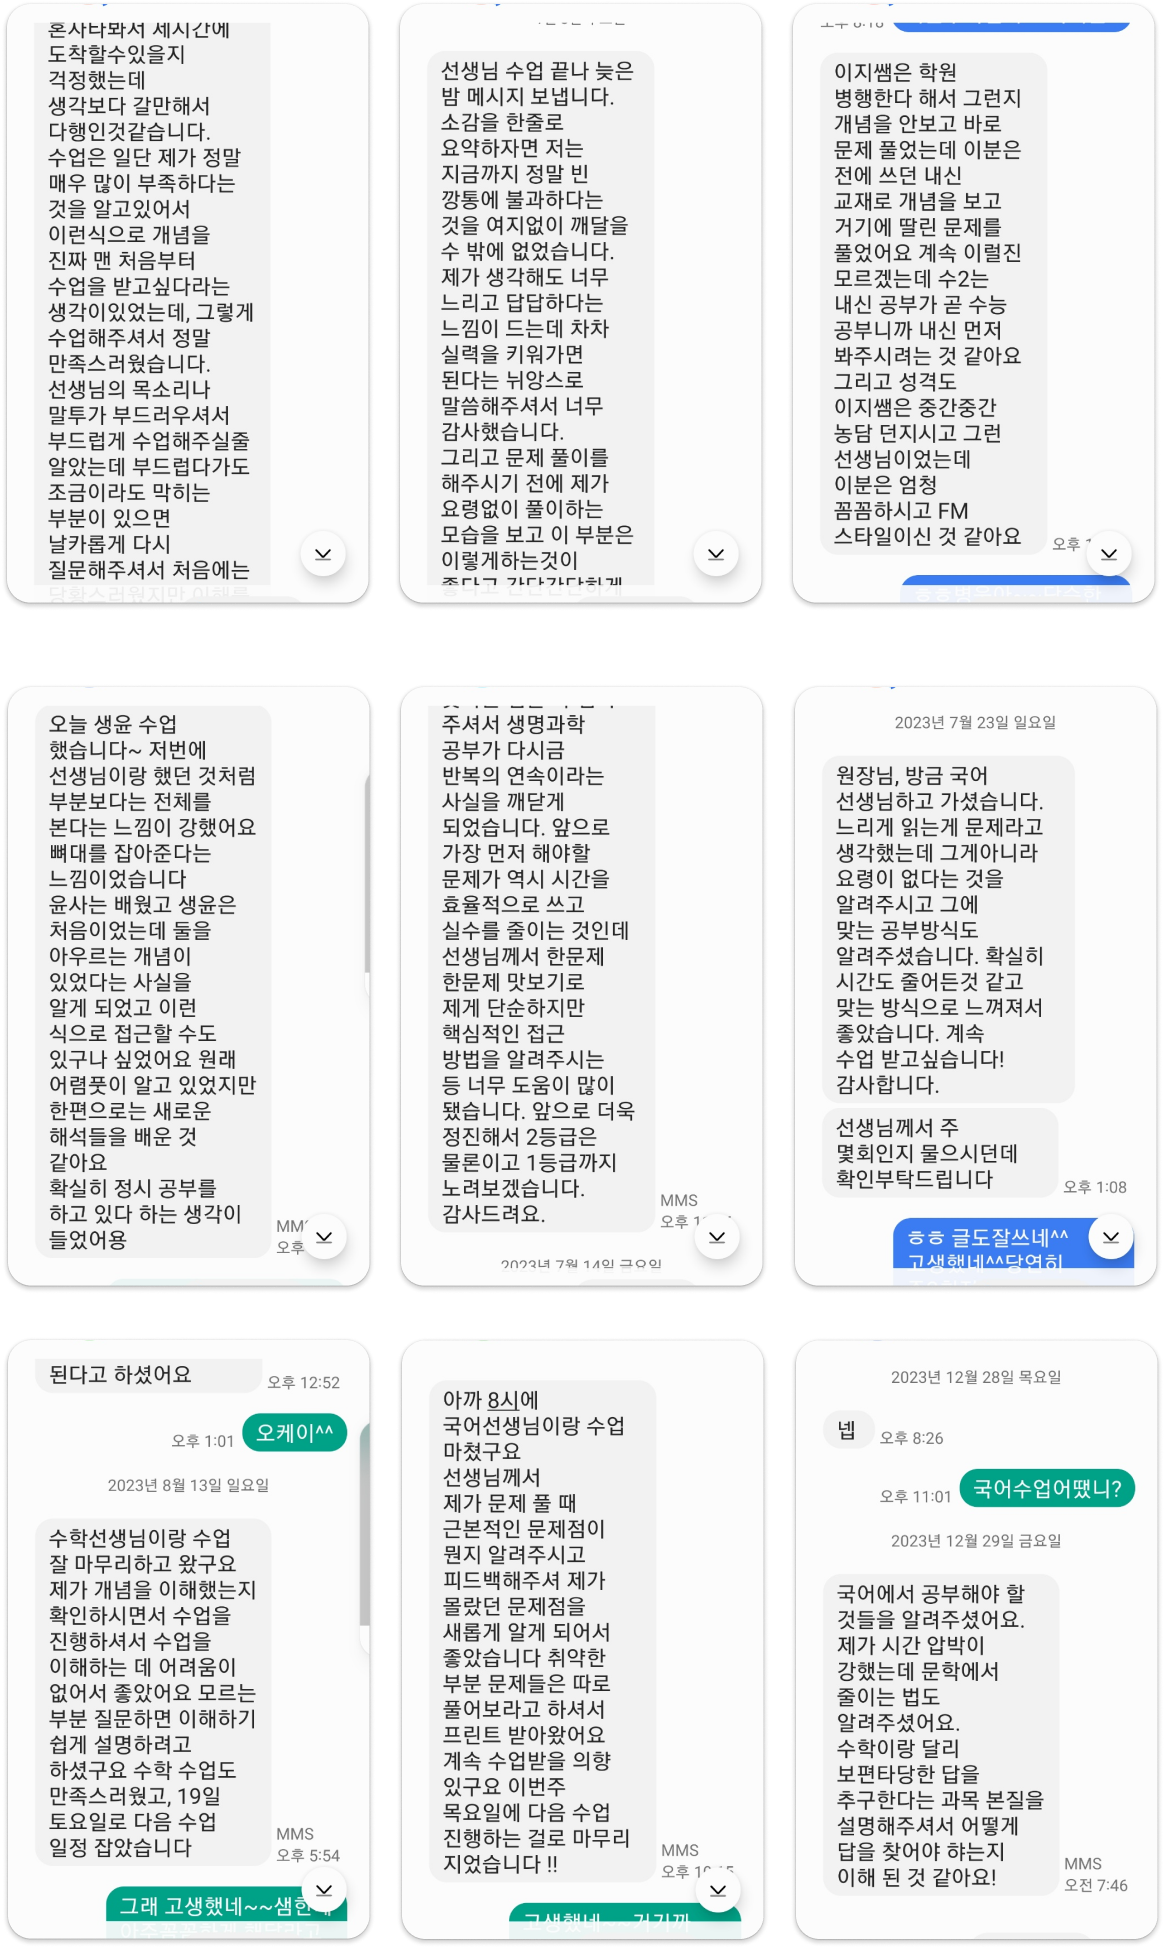 혼자타봐서 제시간에
도착할수있을지
걱정했는데
생각보다 갈만해서
다행인것같습니다.
수업은 일단 제가 정말
매우 많이 부족하다는
것을 알고있어서
이런식으로 개념을
진짜 맨 처음부터
수업을 받고싶다라는
생각이있었는데, 그렇게
수업해주셔서 정말
만족스러웠습니다.
선생님의 목소리나
말투가 부드러우셔서
부드럽게 수업해주실줄
알았는데 부드럽다가도
조금이라도 막히는
부분이 있으면
날카롭게 다시
질문해주셔서 처음에는
당황스러웠지만 이해를
선생님 수업 끝나 늦은
밤 메시지 보냅니다.
소감을 한줄로
요약하자면 저는
지금까지 정말 빈
깡통에 불과하다는
것을 여지없이 깨달을
수 밖에 없었습니다.
제가 생각해도 너무
느리고 답답하다는
느낌이 드는데 차차
실력을 키워가면
된다는 뉘앙스로
말씀해주셔서 너무
감사했습니다.
그리고 문제 풀이를
해주시기 전에 제가
요령없이 풀이하는
모습을 보고 이 부분은
이렇게하는것이
좋다고 간단간단하게
오후 8:18
이지쌤은 학원
병행한다 해서 그런지
개념을 안보고 바로
문제 풀었는데 이분은
전에 쓰던 내신
교재로 개념을 보고
거기에 딸린 문제를
풀었어요 계속 이럴진
모르겠는데 수2는
내신 공부가 곧 수능
공부니까 내신 먼저
봐주시려는 것 같아요
그리고 성격도
이지쌤은 중간중간
농담 던지시고 그런
선생님이었는데
이분은 엄청
꼼꼼하시고 FM
스타일이신 것 같아요
오후
오늘 생윤 수업
했습니다~ 저번에
선생님이랑 했던 것처럼
부분보다는 전체를
본다는 느낌이 강했어요
뼈대를 잡아준다는
느낌이었습니다
윤사는 배웠고 생윤은
처음이었는데 둘을
아우르는 개념이
있었다는 사실을
알게 되었고 이런
식으로 접근할 수도
있구나 싶었어요 원래
어렴풋이 알고 있었지만
한편으로는 새로운
해석들을 배운 것
같아요
확실히 정시 공부를
하고 있다 하는 생각이
들었어용
MMS
오후
주셔서 생명과학
공부가 다시금
반복의 연속이라는
사실을 깨닫게
되었습니다. 앞으로
가장 먼저 해야할
문제가 역시 시간을
효율적으로 쓰고
실수를 줄이는 것인데
선생님께서 한문제
한문제 맛보기로
제게 단순하지만
핵심적인 접근
방법을 알려주시는
등 너무 도움이 많이
됐습니다. 앞으로 더욱
정진해서 2등급은
물론이고 1등급까지
노려보겠습니다.
감사드려요.
MMS
오후
2023년 7월 14일 금요일
2023년 7월 23일 일요일
원장님, 방금 국어
선생님하고 가셨습니다.
느리게 읽는게 문제라고
생각했는데 그게아니라
요령이 없다는 것을
알려주시고 그에
맞는 공부방식도
알려주셨습니다. 확실히
시간도 줄어든것 같고
맞는 방식으로 느껴져서
좋았습니다. 계속
수업 받고싶습니다!
감사합니다.
선생님께서 주
몇회인지 물으시던데
확인부탁드립니다
오후 1:08
ㅎㅎ 글도잘쓰네^^
고생했네^^당연히
된다고 하셨어요
오후 12:52
오후 1:01
오케이^^
2023년 8월 13일 일요일
수학선생님이랑 수업
잘 마무리하고 왔구요
제가 개념을 이해했는지
확인하시면서 수업을
진행하셔서 수업을
이해하는 데 어려움이
없어서 좋았어요 모르는
부분 질문하면 이해하기
쉽게 설명하려고
하셨구요 수학 수업도
만족스러웠고, 19일
토요일로 다음 수업
일정 잡았습니다
MMS
오후 5:54
그래 고생했네~~샘한테
아까 8시에
국어선생님이랑 수업
마쳤구요
선생님께서
제가 문제 풀 때
근본적인 문제점이
뭔지 알려주시고
피드백해주셔 제가
몰랐던 문제점을
새롭게 알게 되어서
좋았습니다 취약한
부분 문제들은 따로
풀어보라고 하셔서
프린트 받아왔어요
계속 수업받을 의향
있구요 이번주
목요일에 다음 수업
진행하는 걸로 마무리
지었습니다 !!
MMS
오후
고생했네~~거기까
2023년 12월 28일 목요일
넵
오후 8:26
오후 11:01
국어수업어땠니?
2023년 12월 29일 금요일
국어에서 공부해야 할
것들을 알려주셨어요.
제가 시간 압박이
강했는데 문학에서
줄이는 법도
알려주셨어요.
수학이랑 달리
보편타당한 답을
추구한다는 과목 본질을
설명해주셔서 어떻게
답을 찾아야 햐는지
이해 된 것 같아요!
MMS
오전 7:46